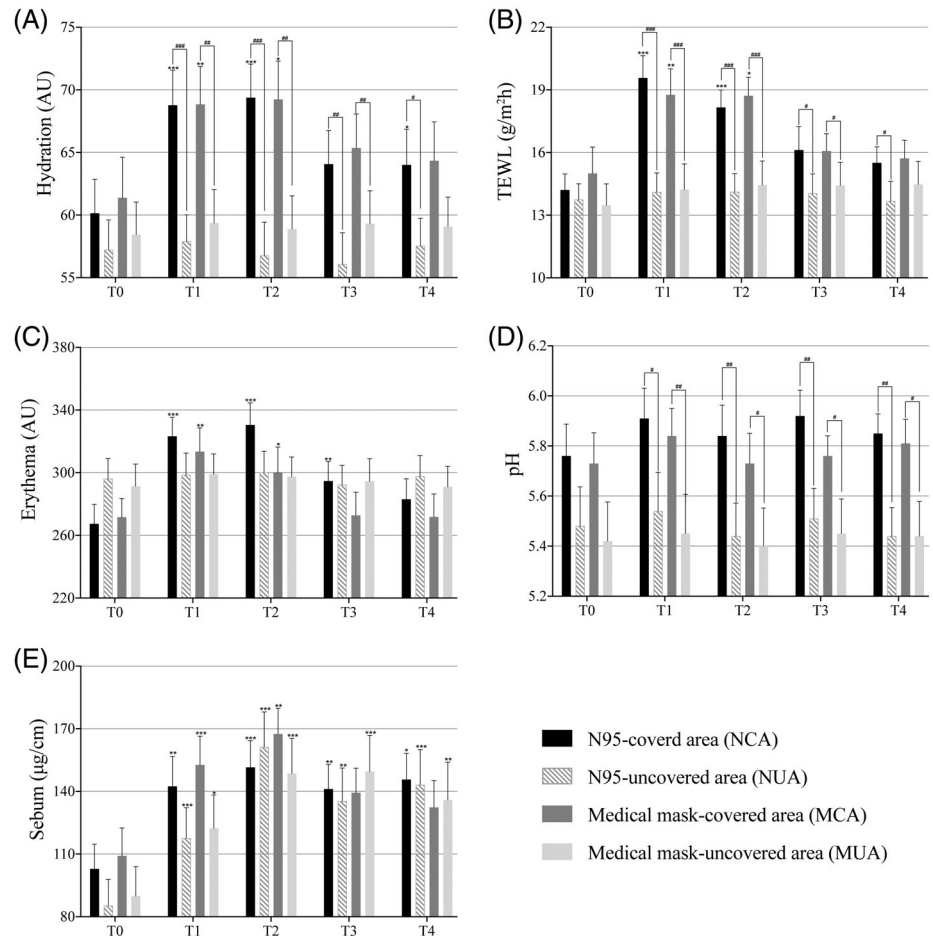 (A)
Hydration (AU)
75
70
65
60
55
*** ** *** * *
### ## ### ## ## ## #
T0 T1 T2 T3 T4
(B)
TEWL (g/m²h)
22
19
16
13
10
*** ** *** *
### ### ### ### # # #
T0 T1 T2 T3 T4
(C)
Erythema (AU)
380
340
300
260
220
*** ** *** * **
T0 T1 T2 T3 T4
(D)
pH
6.2
6.0
5.8
5.6
5.4
5.2
# ## ## # ## # ## #
T0 T1 T2 T3 T4
(E)
Sebum (µg/cm)
200
170
140
110
80
** *** *** * *** *** ** *** ** ** *** * *** **
T0 T1 T2 T3 T4
N95-coverd area (NCA)
N95-uncovered area (NUA)
Medical mask-covered area (MCA)
Medical mask-uncovered area (MUA)